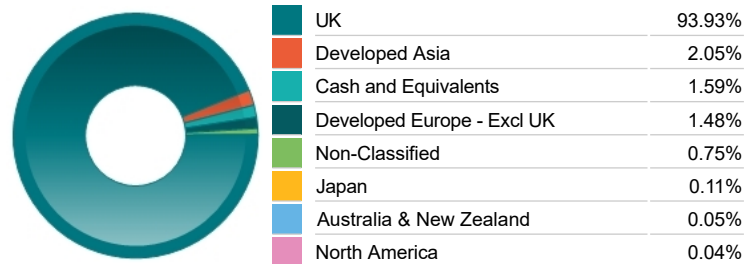 UK 93.93%
Developed Asia 2.05%
Cash and Equivalents 1.59%
Developed Europe - Excl UK 1.48%
Non-Classified 0.75%
Japan 0.11%
Australia & New Zealand 0.05%
North America 0.04%